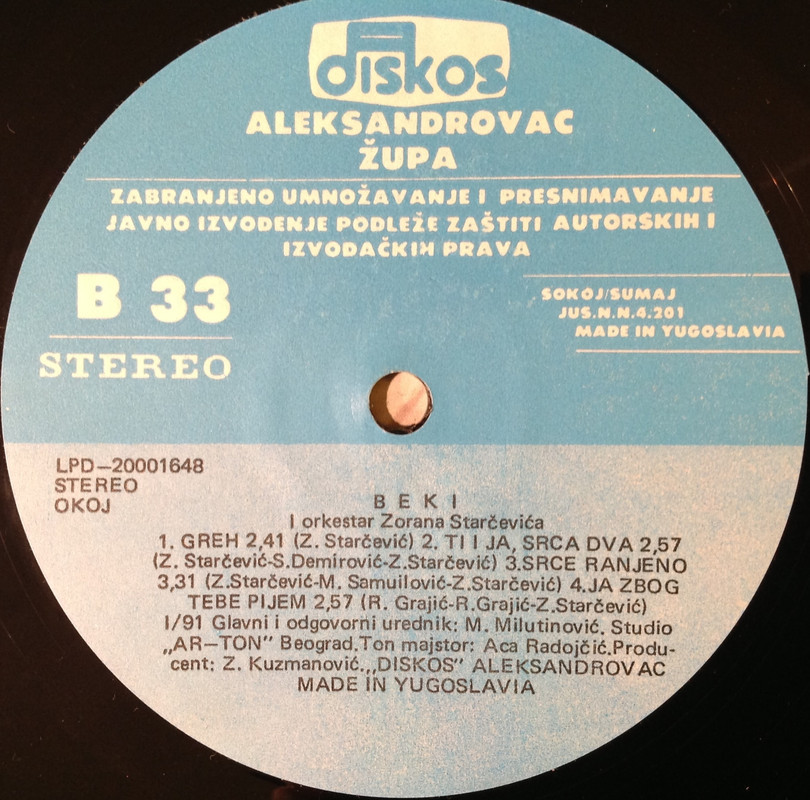 DISKOS
ALEKSANDROVAC
ŽUPA
ZABRANJENO UMNOŽAVANJE I PRESNIMAVANJE
JAVNO IZVOĐENJE PODLEŽE ZAŠTITI AUTORSKIH I
IZVOĐAČKIH PRAVA
B 33
STEREO
SOKOJ/SUMAJ
JUS.N.N.4.201
MADE IN YUGOSLAVIA
LPD-20001648
STEREO
OKOJ
B E K I
I orkestar Zorana Starčevića
1. GREH 2,41 (Z. Starčević) 2. TI I JA, SRCA DVA 2,57
(Z. Starčević-S.Demirović-Z.Starčević) 3.SRCE RANJENO
3,31 (Z.Starčević-M. Samuilović-Z.Starčević) 4.JA ZBOG
TEBE PIJEM 2,57 (R. Grajić-R.Grajić-Z.Starčević)
I/91 Glavni i odgovorni urednik: M. Milutinović. Studio
„AR-TON" Beograd.Ton majstor: Aca Radojčić.Produ-
cent: Z. Kuzmanović.„DISKOS" ALEKSANDROVAC
MADE IN YUGOSLAVIA